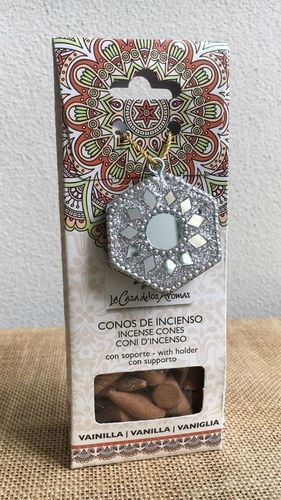 La Casa de los Aromas
CONOS DE INCIENSO
INCENSE CONES
CONI D'INCENSO
con soporte - with holder
con supporto
VAINILLA | VANILLA | VANIGLIA